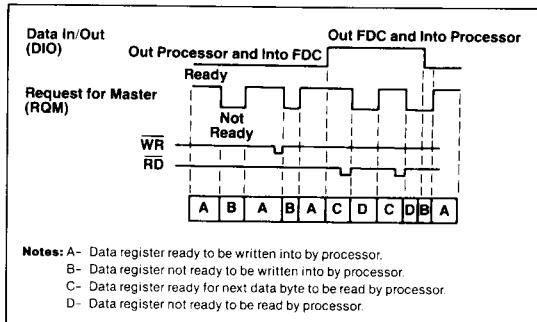 Data In/Out
(DIO)
Out FDC and Into Processor
Out Processor and Into FDC
Ready
Request for Master
(RQM)
Not
Ready
WR
RD
A B A B A C D C D B A
Notes: A- Data register ready to be written into by processor.
B- Data register not ready to be written into by processor.
C- Data register ready for next data byte to be read by processor.
D- Data register not ready to be read by processor.